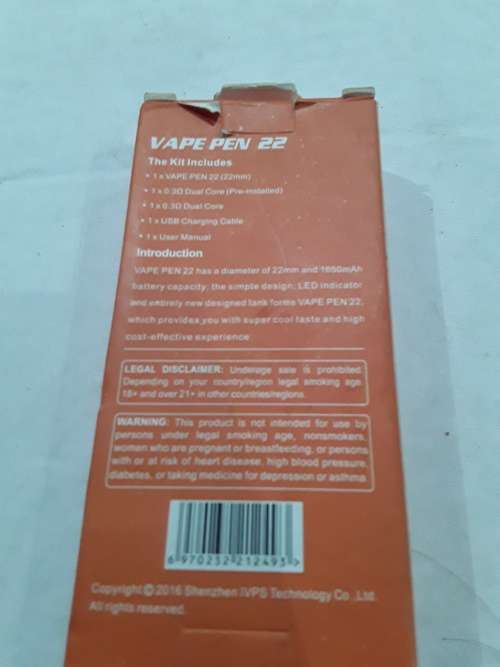 VAPE PEN 22
The Kit Includes
• 1 x VAPE PEN 22 (22mm)
• 1 x 0.3Ω Dual Core (Pre-installed)
• 1 x 0.3Ω Dual Core
• 1 x USB Charging Cable
• 1 x User Manual
Introduction
VAPE PEN 22 has a diameter of 22mm and 1650mAh
battery capacity; the simple design, LED indicator
and entirely new designed tank forms VAPE PEN 22,
which provides you with super cool taste and high
cost-effective experience
LEGAL DISCLAIMER: Underage sale is prohibited.
Depending on your country/region legal smoking age
18+ and over 21+ in other countries/regions.
WARNING: This product is not intended for use by
persons under legal smoking age, nonsmokers,
women who are pregnant or breastfeeding, or persons
with or at risk of heart disease, high blood pressure,
diabetes, or taking medicine for depression or asthma.
6 970232 212493 >
Copyright © 2016 Shenzhen IVPS Technology Co.,Ltd.
All rights reserved.